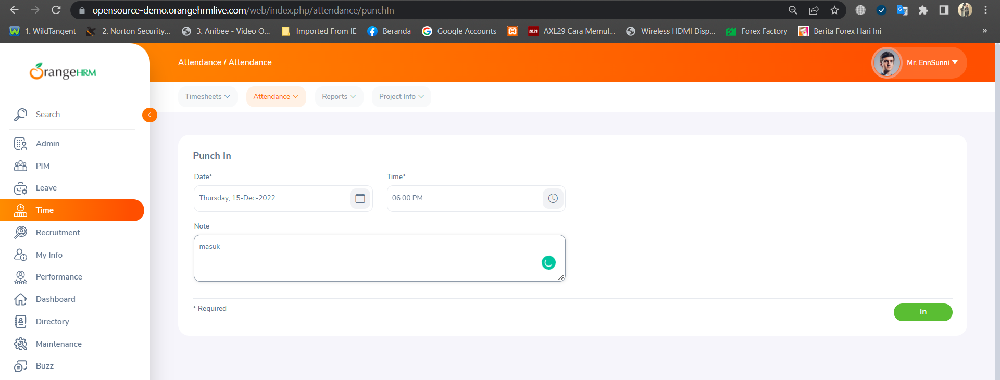 opensource-demo.orangehrmlive.com/web/index.php/attendance/punchIn
1. WildTangent 2. Norton Security... 3. Anibee - Video O... Imported From IE Beranda Google Accounts AXL29 Cara Memul... Wireless HDMI Disp... Forex Factory Berita Forex Hari Ini »
OrangeHRM
Attendance / Attendance
Mr. EnnSunni
Timesheets Attendance Reports Project Info
Search
Admin
PIM
Leave
Time
Recruitment
My Info
Performance
Dashboard
Directory
Maintenance
Buzz
Punch In
Date* Time*
Thursday, 15-Dec-2022 06:00 PM
Note
masuk
* Required
In